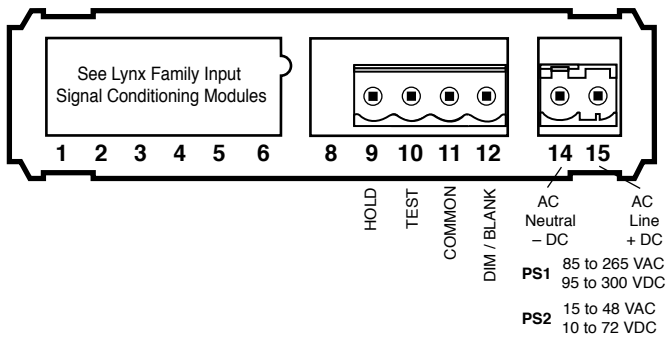 See Lynx Family Input
Signal Conditioning Modules
1 2 3 4 5 6 8 9 10 11 12 14 15
HOLD
TEST
COMMON
DIM / BLANK
AC
Neutral
– DC
AC
Line
+ DC
PS1 85 to 265 VAC
95 to 300 VDC
PS2 15 to 48 VAC
10 to 72 VDC